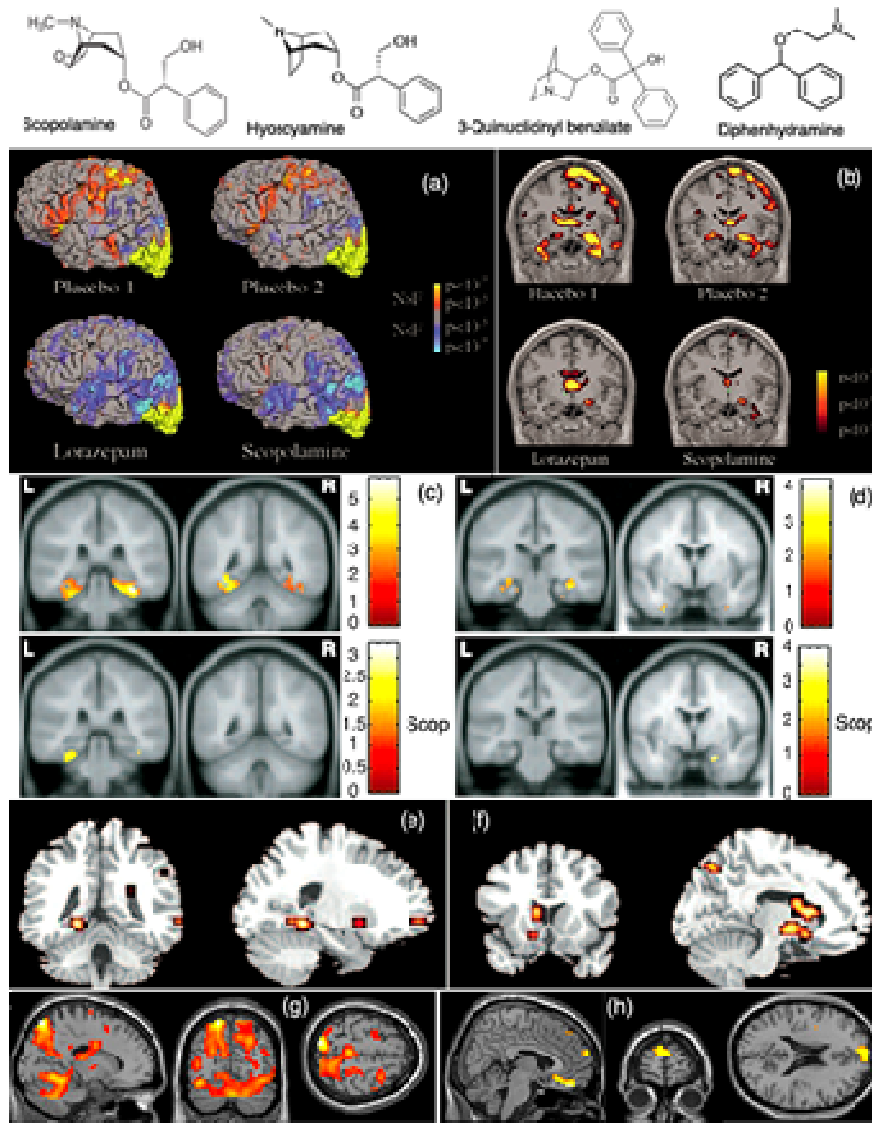 H₃C N OH H OH O OH N O
O O O O O N O
Scopolamine Hyoscyamine 3-Quinuclidinyl benzilate Diphenhydramine
(a)
Placebo 1 Placebo 2
Lorazepam Scopolamine
(b)
Placebo 1 Placebo 2
Lorazepam Scopolamine
L R (c)
5
4
3
2
1
0
L R
3
2.5
2
1.5
1
0.5
0
Scop
L R (d)
4
3
2
1
0
L R
4
3
2
1
0
Scop
(e)
(f)
(g)
(h)